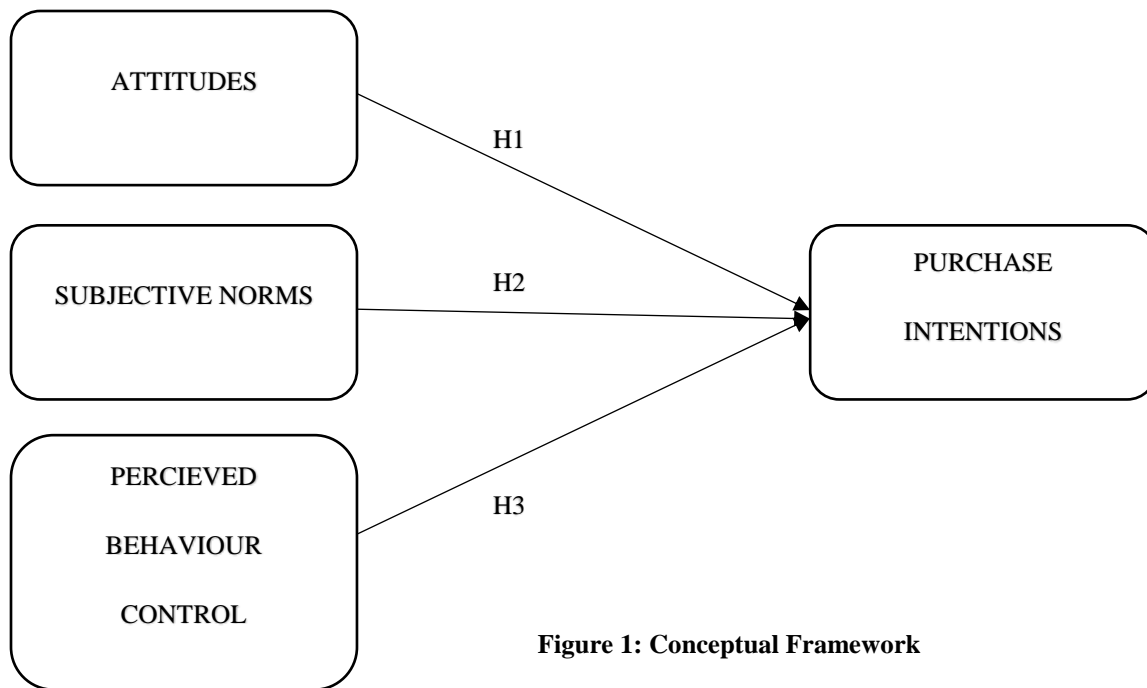 ATTITUDES
H1
SUBJECTIVE NORMS
H2
PURCHASE
INTENTIONS
PERCIEVED
BEHAVIOUR
CONTROL
H3
Figure 1: Conceptual Framework